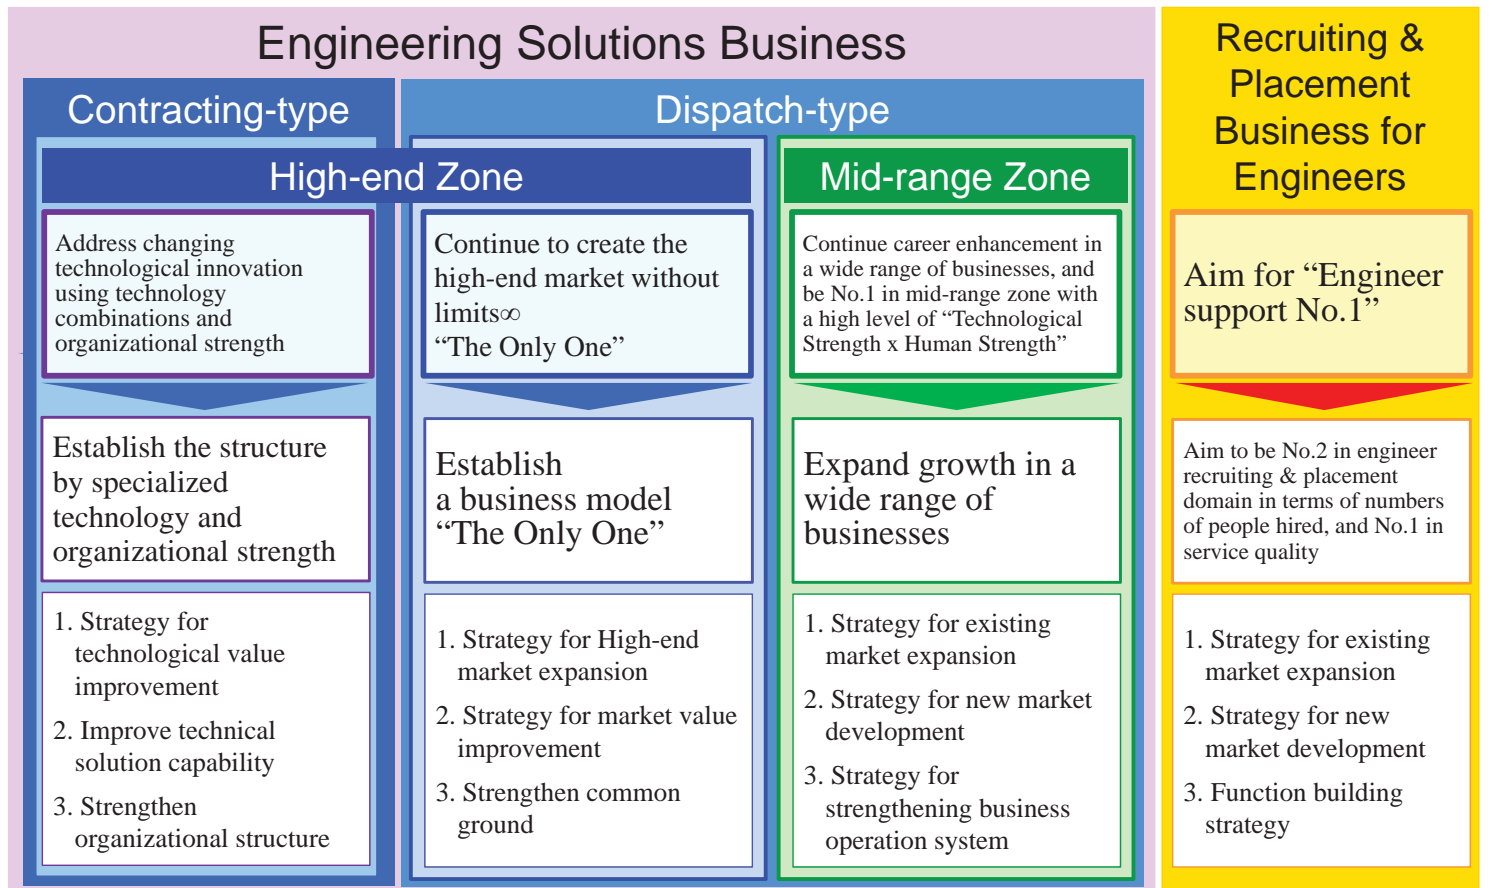 Engineering Solutions Business
Contracting-type
Dispatch-type
High-end Zone
Mid-range Zone
Address changing
technological innovation
using technology
combinations and
organizational strength
Establish the structure
by specialized
technology and
organizational strength
1. Strategy for
technological value
improvement
2. Improve technical
solution capability
3. Strengthen
organizational structure
Continue to create the
high-end market without
limits∞
“The Only One”
Establish
a business model
“The Only One”
1. Strategy for High-end
market expansion
2. Strategy for market value
improvement
3. Strengthen common
ground
Continue career enhancement in
a wide range of businesses, and
be No.1 in mid-range zone with
a high level of “Technological
Strength x Human Strength”
Expand growth in a
wide range of
businesses
1. Strategy for existing
market expansion
2. Strategy for new market
development
3. Strategy for
strengthening business
operation system
Recruiting &
Placement
Business for
Engineers
Aim for “Engineer
support No.1”
Aim to be No.2 in engineer
recruiting & placement
domain in terms of numbers
of people hired, and No.1 in
service quality
1. Strategy for existing
market expansion
2. Strategy for new
market development
3. Function building
strategy